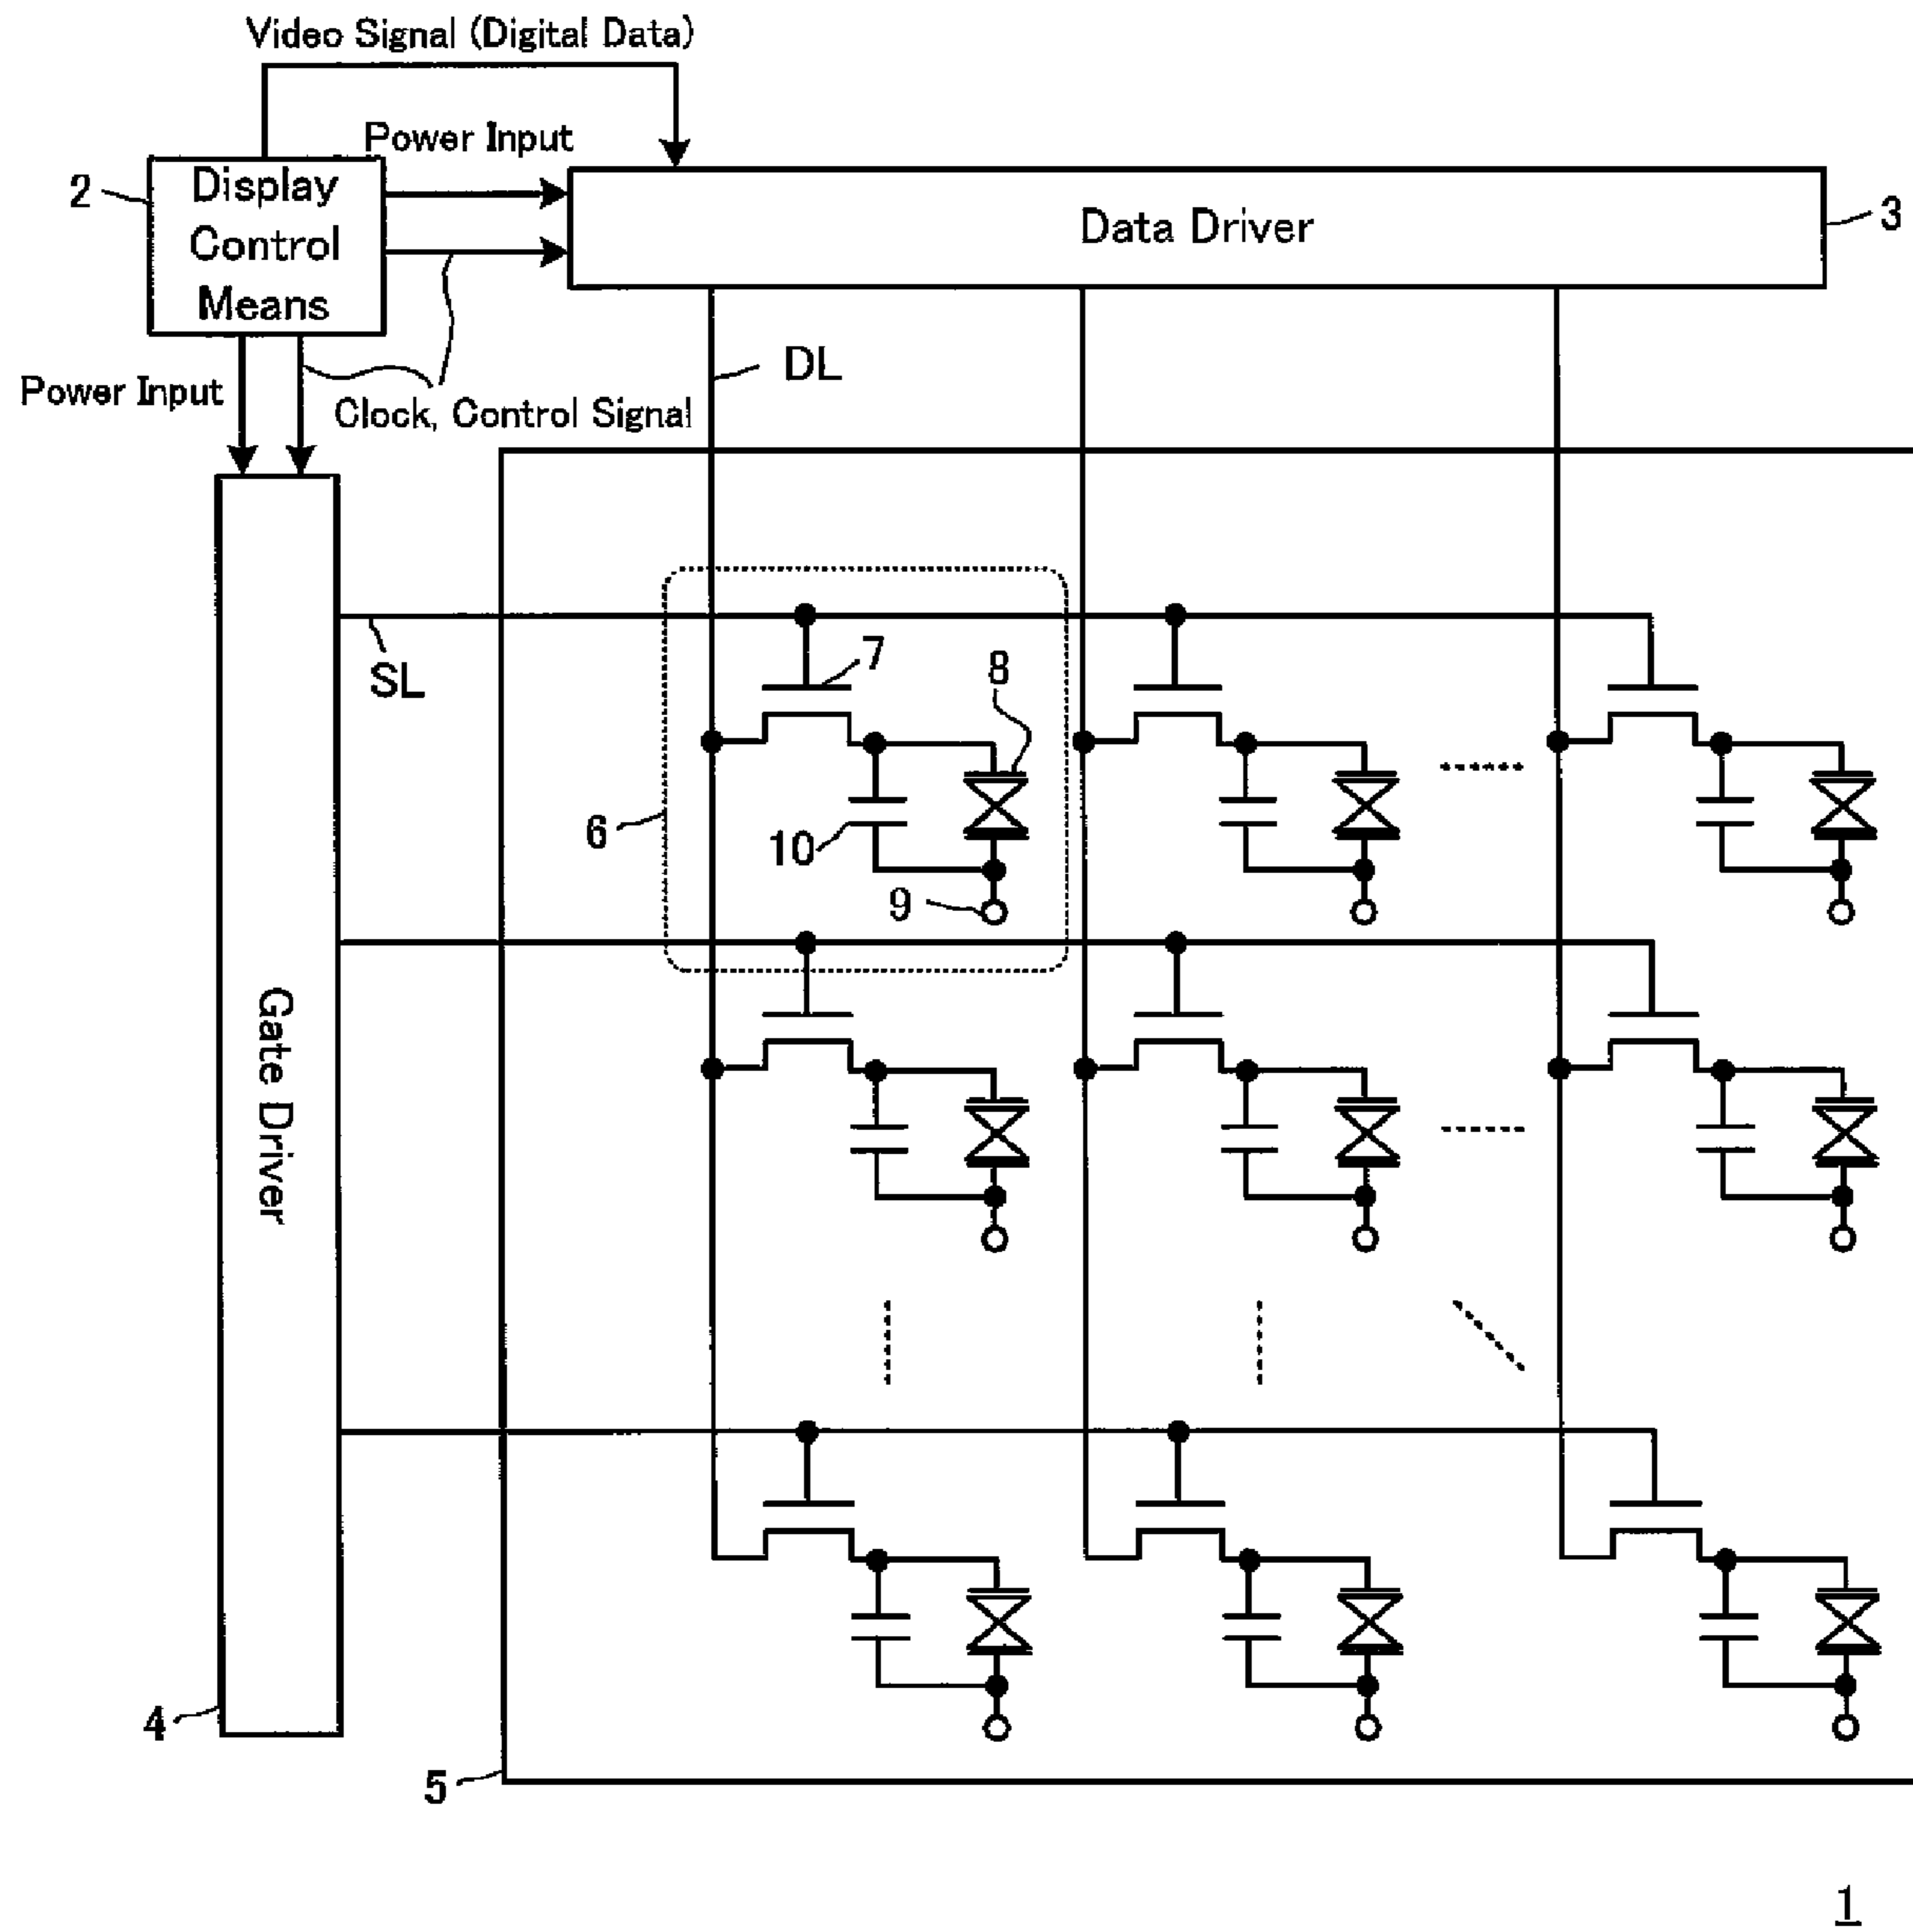 Video Signal (Digital Data)
Power Input
2
Display
Control
Means
Data Driver
3
DL
Power Input
Clock, Control Signal
SL
7
8
6
10
9
Gate Driver
4
5
1